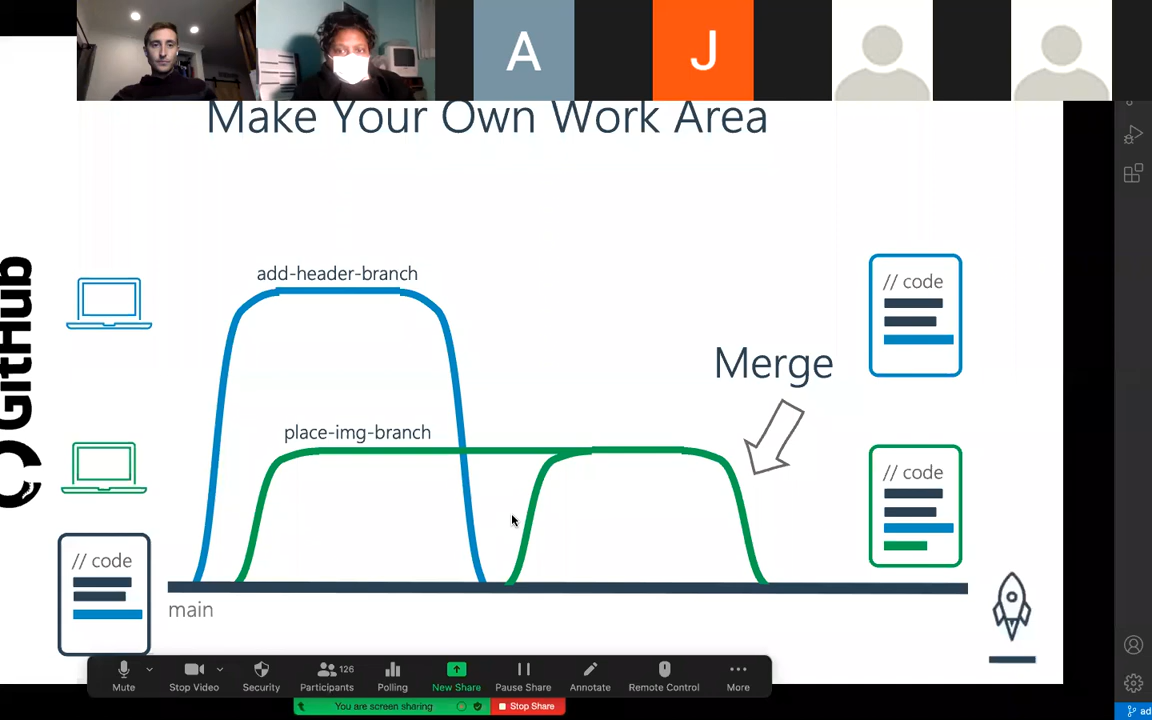 A
J
Make Your Own Work Area
add-header-branch
// code
Merge
place-img-branch
// code
GitHub
// code
main
126
Mute
Stop Video
Security
Participants
Polling
New Share
Pause Share
Annotate
Remote Control
More
You are screen sharing
Stop Share
ad